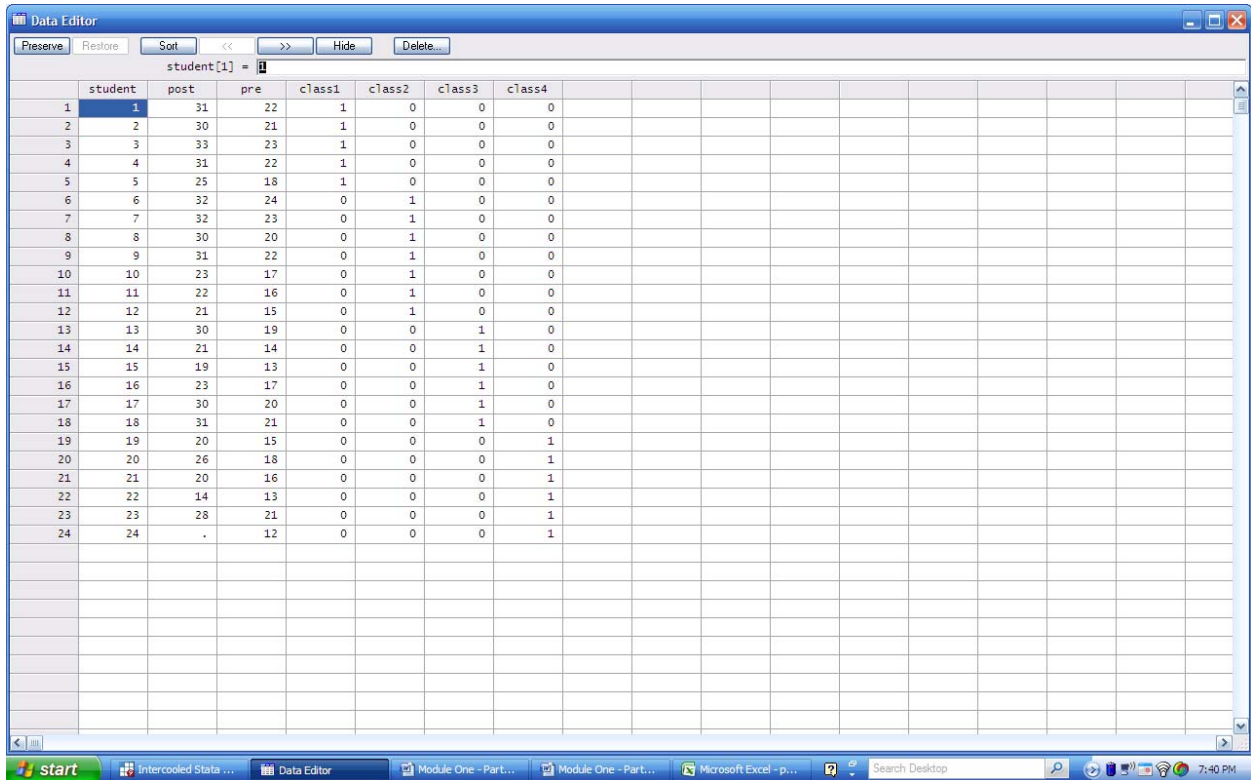 Data Editor
Preserve Restore Sort << >> Hide Delete...
student[1] = 1
student post pre class1 class2 class3 class4
1 1 31 22 1 0 0 0
2 2 30 21 1 0 0 0
3 3 33 23 1 0 0 0
4 4 31 22 1 0 0 0
5 5 25 18 1 0 0 0
6 6 32 24 0 1 0 0
7 7 32 23 0 1 0 0
8 8 30 20 0 1 0 0
9 9 31 22 0 1 0 0
10 10 23 17 0 1 0 0
11 11 22 16 0 1 0 0
12 12 21 15 0 1 0 0
13 13 30 19 0 0 1 0
14 14 21 14 0 0 1 0
15 15 19 13 0 0 1 0
16 16 23 17 0 0 1 0
17 17 30 20 0 0 1 0
18 18 31 21 0 0 1 0
19 19 20 15 0 0 0 1
20 20 26 18 0 0 0 1
21 21 20 16 0 0 0 1
22 22 14 13 0 0 0 1
23 23 28 21 0 0 0 1
24 24 . 12 0 0 0 1
start Intercooled Stata ... Data Editor Module One - Part... Module One - Part... Microsoft Excel - p... ? Search Desktop 7:40 PM